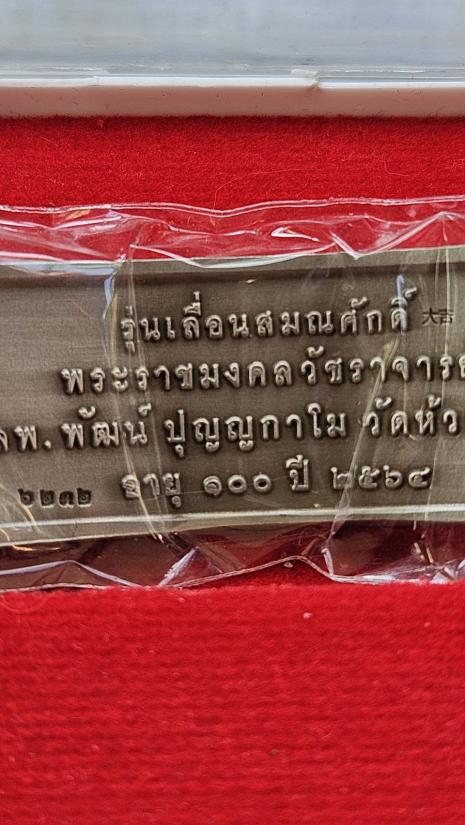 รุ่นเลื่อนสมณศักดิ์ 大吉
พระราชมงคลวัชราจาร
ลพ.พัฒน์ ปุญญกาโม วัดห้ว
๖๒๓๒ อายุ ๑๐๐ ปี ๒๕๖๔